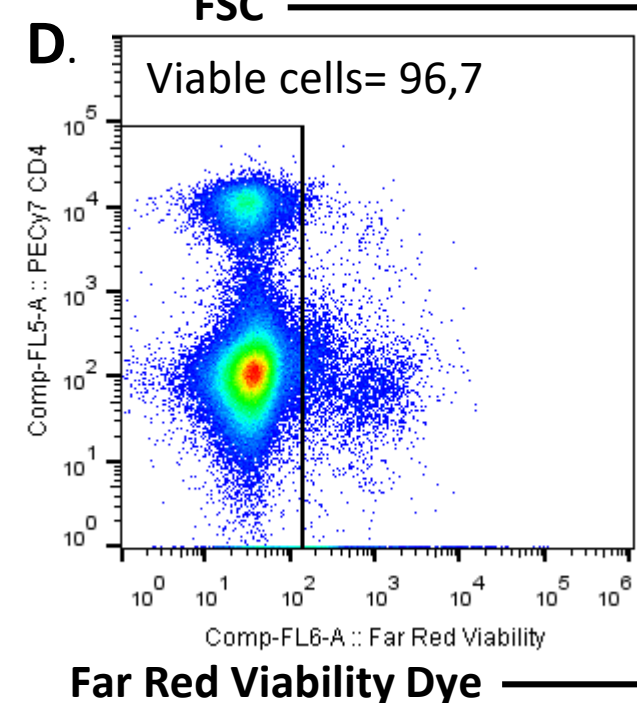 FSC
D.
Viable cells= 96,7
Comp-FL5-A :: PECy7 CD4
10^5
10^4
10^3
10^2
10^1
10^0
10^0 10^1 10^2 10^3 10^4 10^5 10^6
Comp-FL6-A :: Far Red Viability
Far Red Viability Dye